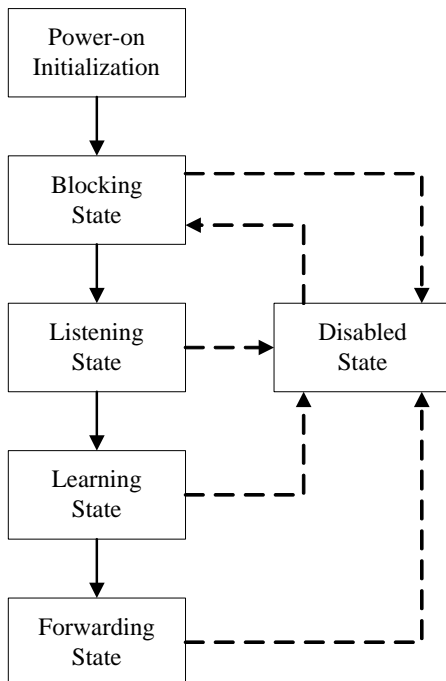 Power-on
Initialization
Blocking
State
Listening
State
Disabled
State
Learning
State
Forwarding
State